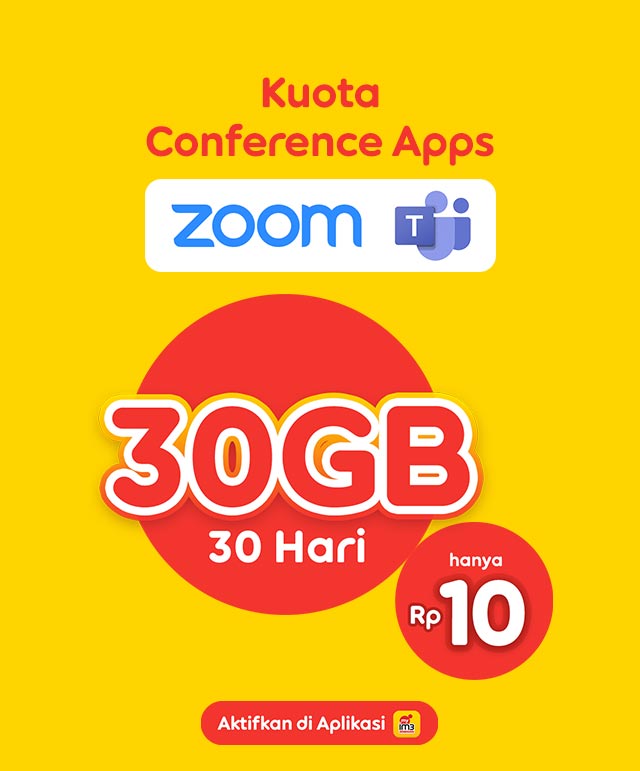 Kuota
Conference Apps
zoom T
30GB
30 Hari
hanya
Rp 10
Aktifkan di Aplikasi
im3